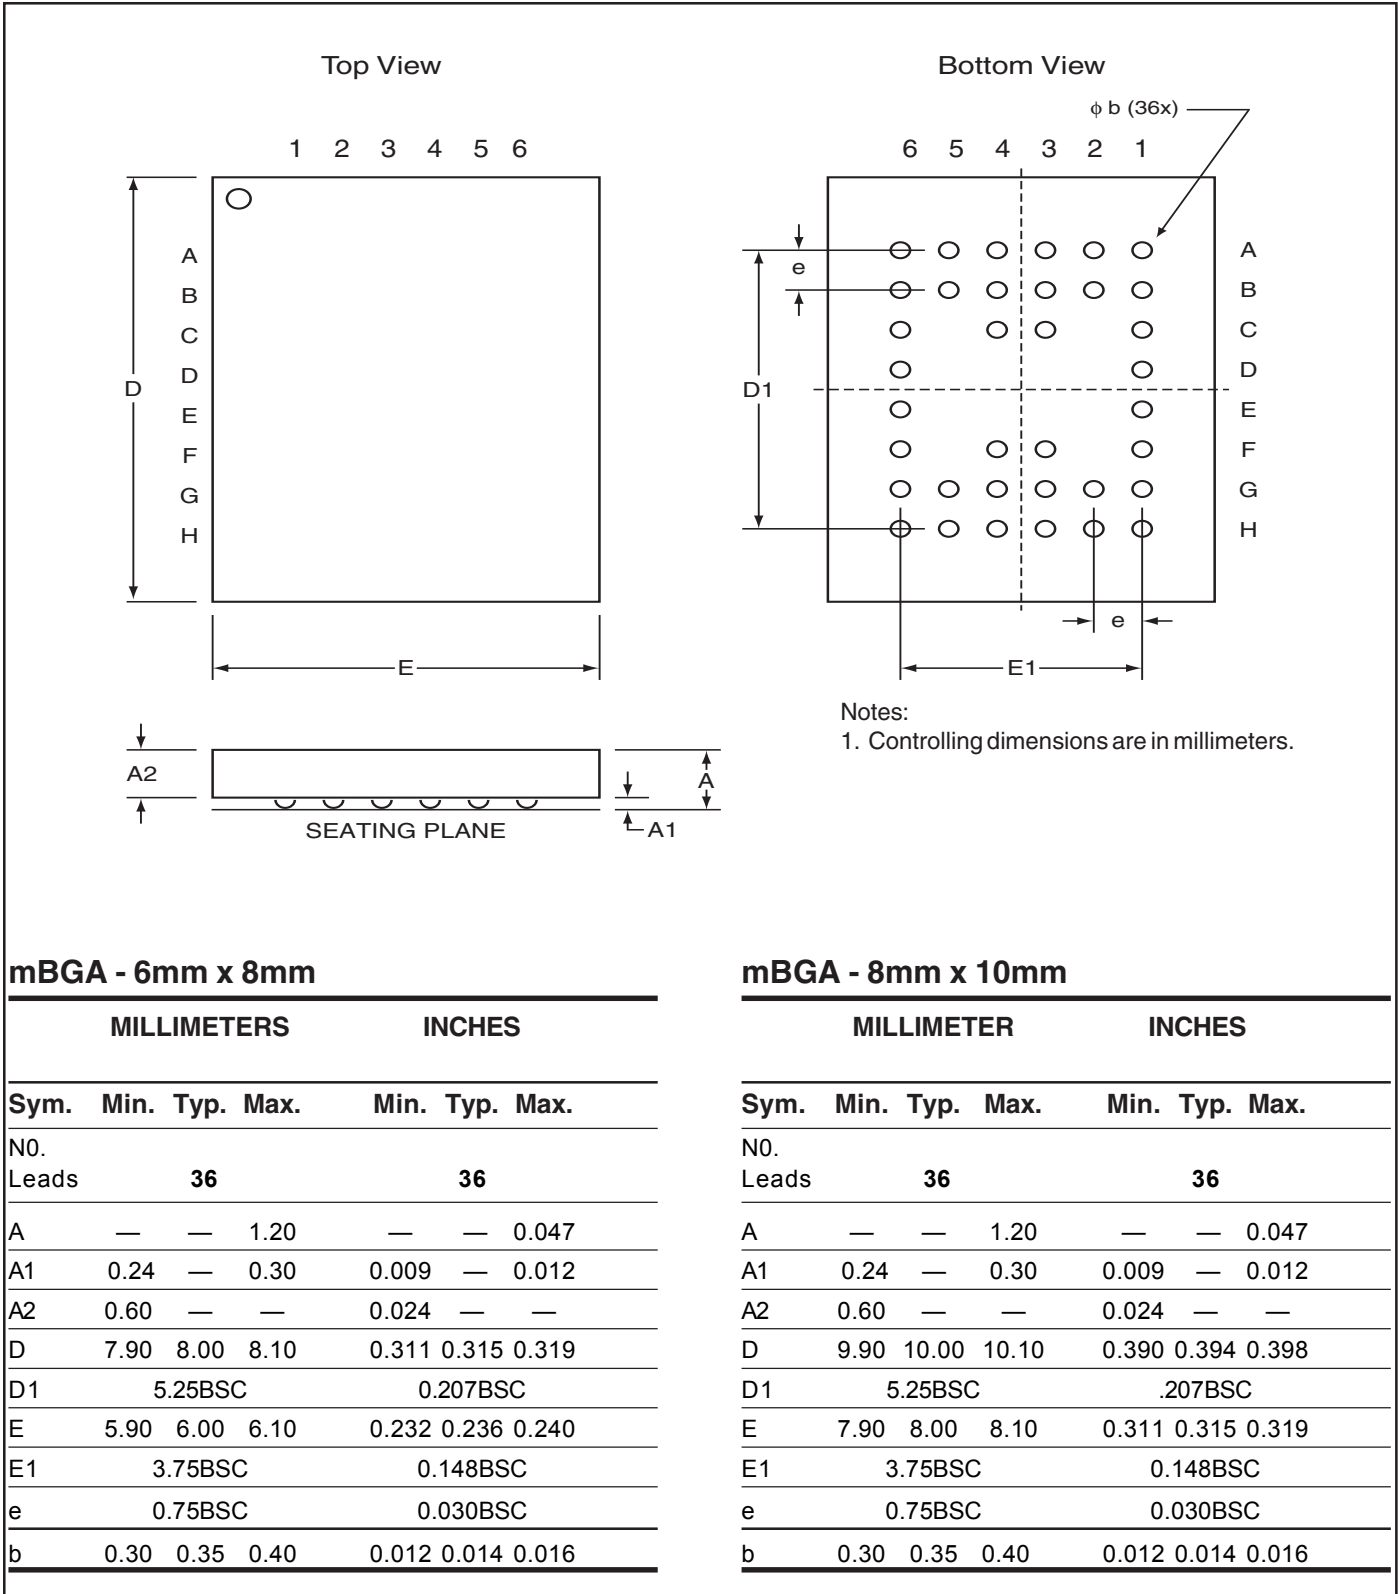 Top View
1 2 3 4 5 6
A
B
C
D
E
F
G
H
D
E
Bottom View
ϕ b (36x)
6 5 4 3 2 1
A
B
C
D
E
F
G
H
e
D1
e
E1
Notes:
1. Controlling dimensions are in millimeters.
A2
SEATING PLANE
A
A1
mBGA - 6mm x 8mm
MILLIMETERS INCHES
Sym. Min. Typ. Max. Min. Typ. Max.
N0.
Leads 36 36
A — — 1.20 — — 0.047
A1 0.24 — 0.30 0.009 — 0.012
A2 0.60 — — 0.024 — —
D 7.90 8.00 8.10 0.311 0.315 0.319
D1 5.25BSC 0.207BSC
E 5.90 6.00 6.10 0.232 0.236 0.240
E1 3.75BSC 0.148BSC
e 0.75BSC 0.030BSC
b 0.30 0.35 0.40 0.012 0.014 0.016
mBGA - 8mm x 10mm
MILLIMETER INCHES
Sym. Min. Typ. Max. Min. Typ. Max.
N0.
Leads 36 36
A — — 1.20 — — 0.047
A1 0.24 — 0.30 0.009 — 0.012
A2 0.60 — — 0.024 — —
D 9.90 10.00 10.10 0.390 0.394 0.398
D1 5.25BSC .207BSC
E 7.90 8.00 8.10 0.311 0.315 0.319
E1 3.75BSC 0.148BSC
e 0.75BSC 0.030BSC
b 0.30 0.35 0.40 0.012 0.014 0.016